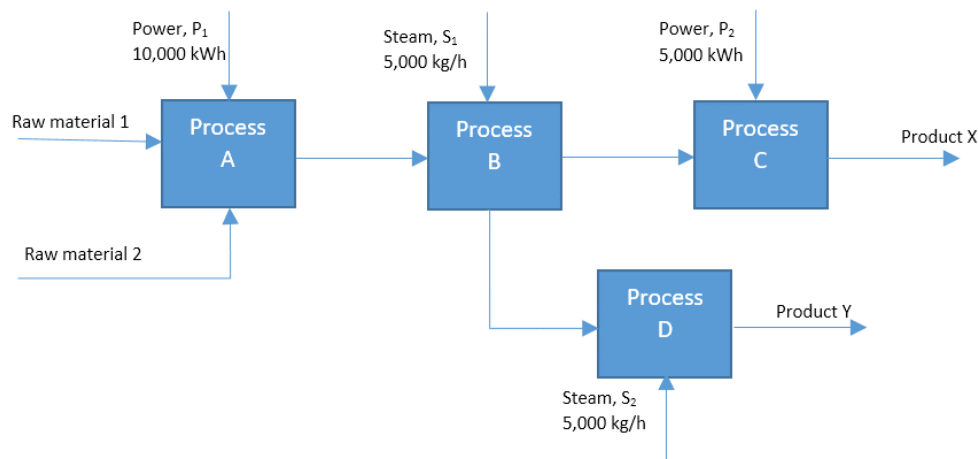 Power, P₁
10,000 kWh
Steam, S₁
5,000 kg/h
Power, P₂
5,000 kWh
Raw material 1
Process
A
Process
B
Process
C
Product X
Raw material 2
Process
D
Product Y
Steam, S₂
5,000 kg/h